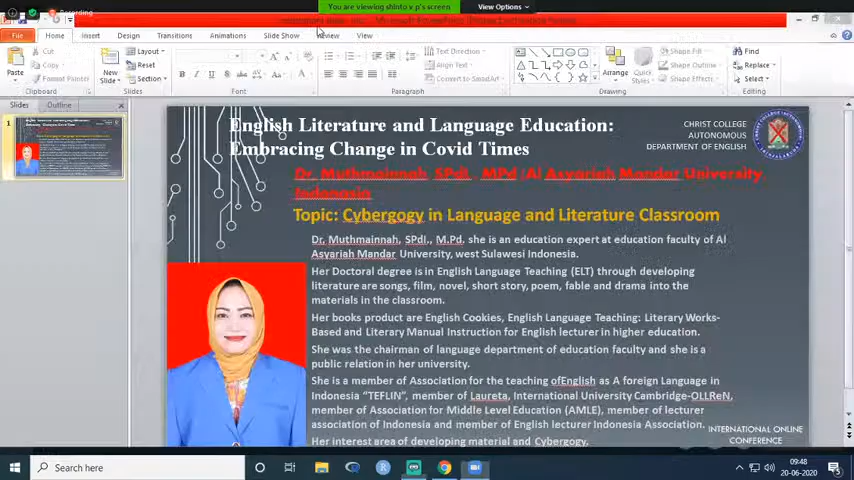 You are viewing shinto v p's screen
View Options
Recording
File
Home
Insert
Design
Transitions
Animations
Slide Show
Review
View
Paste
Cut
Copy
Format Painter
New Slide
Layout
Reset
Section
Font
Text Direction
Align Text
Convert to SmartArt
Paragraph
Arrange
Quick Styles
Shape Fill
Shape Outline
Shape Effects
Drawing
Find
Replace
Select
Editing
Slides
Outline
1
English Literature and Language Education:
Embracing Change in Covid Times
CHRIST COLLEGE
AUTONOMOUS
DEPARTMENT OF ENGLISH
Dr. Muthmainnah, SPdI, MPd /Al Asyariah Mandar University,
Indonesia
Topic: Cybergogy in Language and Literature Classroom
Dr, Muthmainnah, SPdI., M.Pd, she is an education expert at education faculty of Al
Asyariah Mandar University, west Sulawesi Indonesia.
Her Doctoral degree is in English Language Teaching (ELT) through developing
literature are songs, film, novel, short story, poem, fable and drama into the
materials in the classroom.
Her books product are English Cookies, English Language Teaching: Literary Works-
Based and Literary Manual Instruction for English lecturer in higher education.
She was the chairman of language department of education faculty and she is a
public relation in her university.
She is a member of Association for the teaching ofEnglish as A foreign Language in
Indonesia "TEFLIN", member of Laureta, International University Cambridge-OLLReN,
member of Association for Middle Level Education (AMLE), member of lecturer
association of Indonesia and member of English lecturer Indonesia Association.
Her interest area of developing material and Cybergogy.
INTERNATIONAL ONLINE
CONFERENCE
Search
09:48
20-06-2020